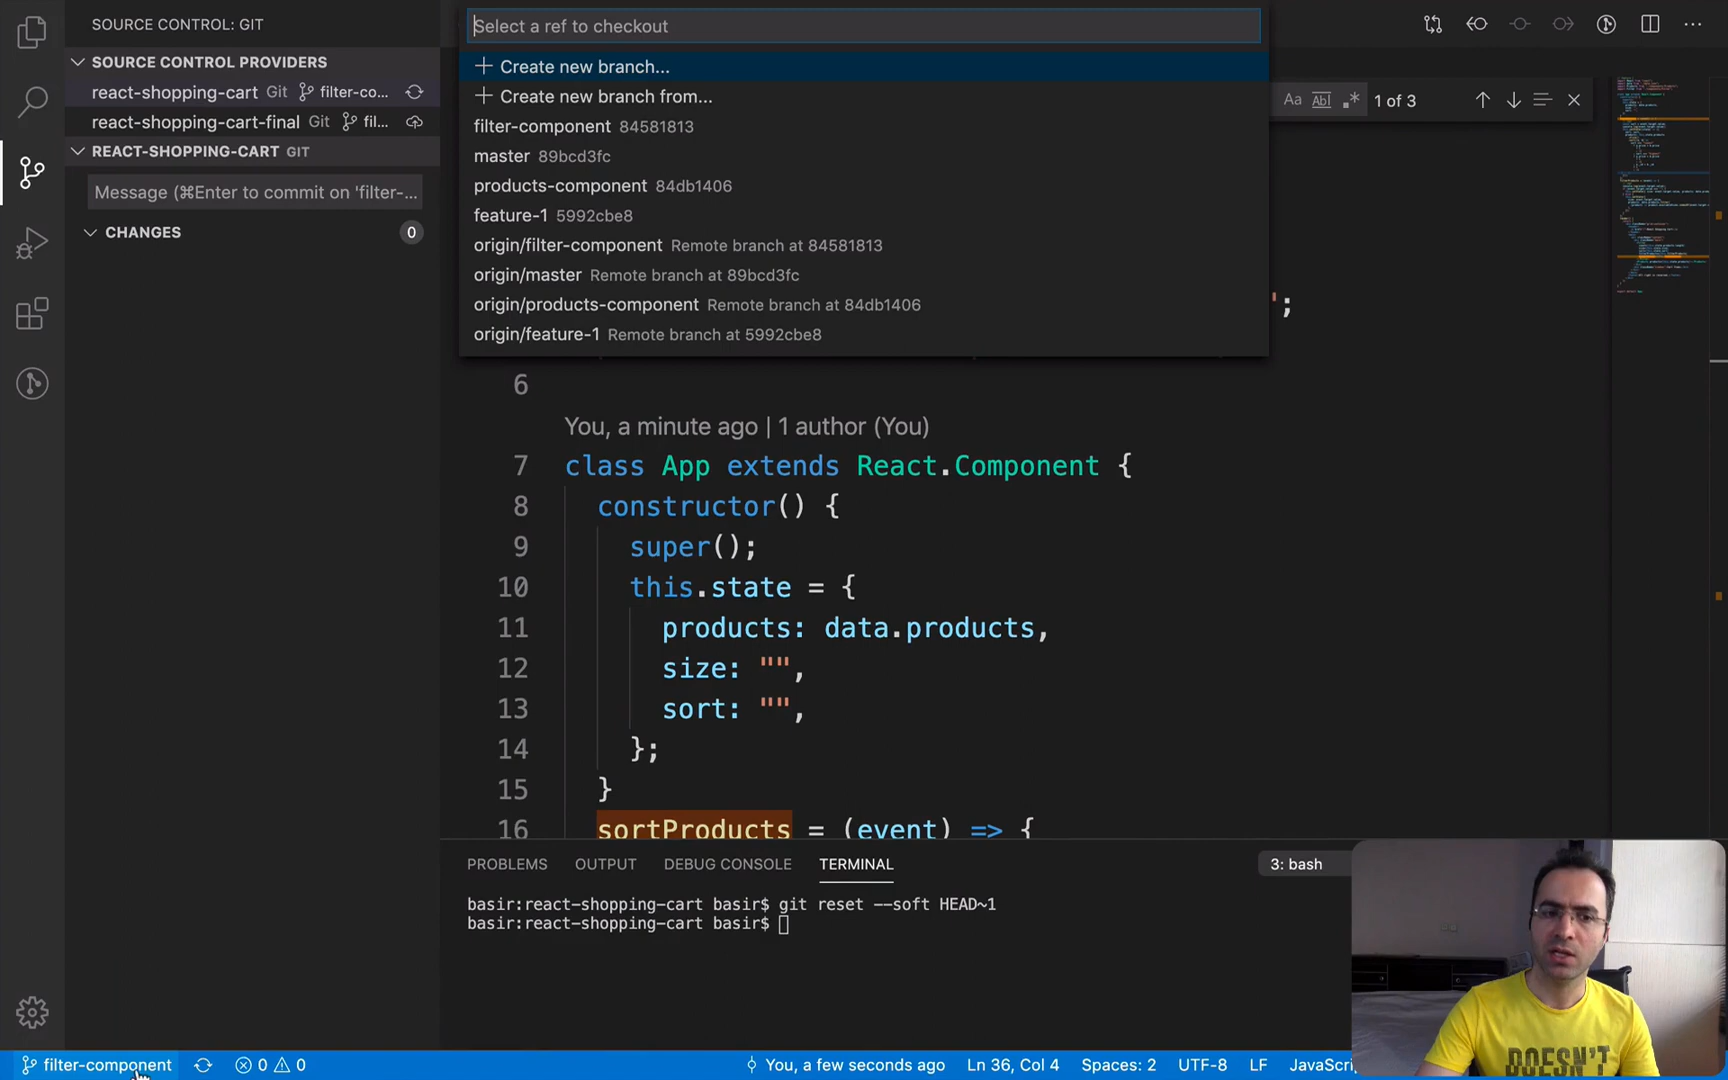 SOURCE CONTROL: GIT
SOURCE CONTROL PROVIDERS
react-shopping-cart Git filter-co...
react-shopping-cart-final Git fil...
REACT-SHOPPING-CART GIT
Message (⌘Enter to commit on 'filter-...
CHANGES 0
Select a ref to checkout
Create new branch...
Create new branch from...
filter-component 84581813
master 89bcd3fc
products-component 84db1406
feature-1 5992cbe8
origin/filter-component Remote branch at 84581813
origin/master Remote branch at 89bcd3fc
origin/products-component Remote branch at 84db1406
origin/feature-1 Remote branch at 5992cbe8
Aa Abl .* 1 of 3
';
6
You, a minute ago | 1 author (You)
7 class App extends React.Component {
8 constructor() {
9 super();
10 this.state = {
11 products: data.products,
12 size: "",
13 sort: "",
14 };
15 }
16 sortProducts = (event) => {
PROBLEMS OUTPUT DEBUG CONSOLE TERMINAL 3: bash
basir:react-shopping-cart basir$ git reset --soft HEAD~1
basir:react-shopping-cart basir$
DOESN'T
filter-component 0 0 You, a few seconds ago Ln 36, Col 4 Spaces: 2 UTF-8 LF JavaScri